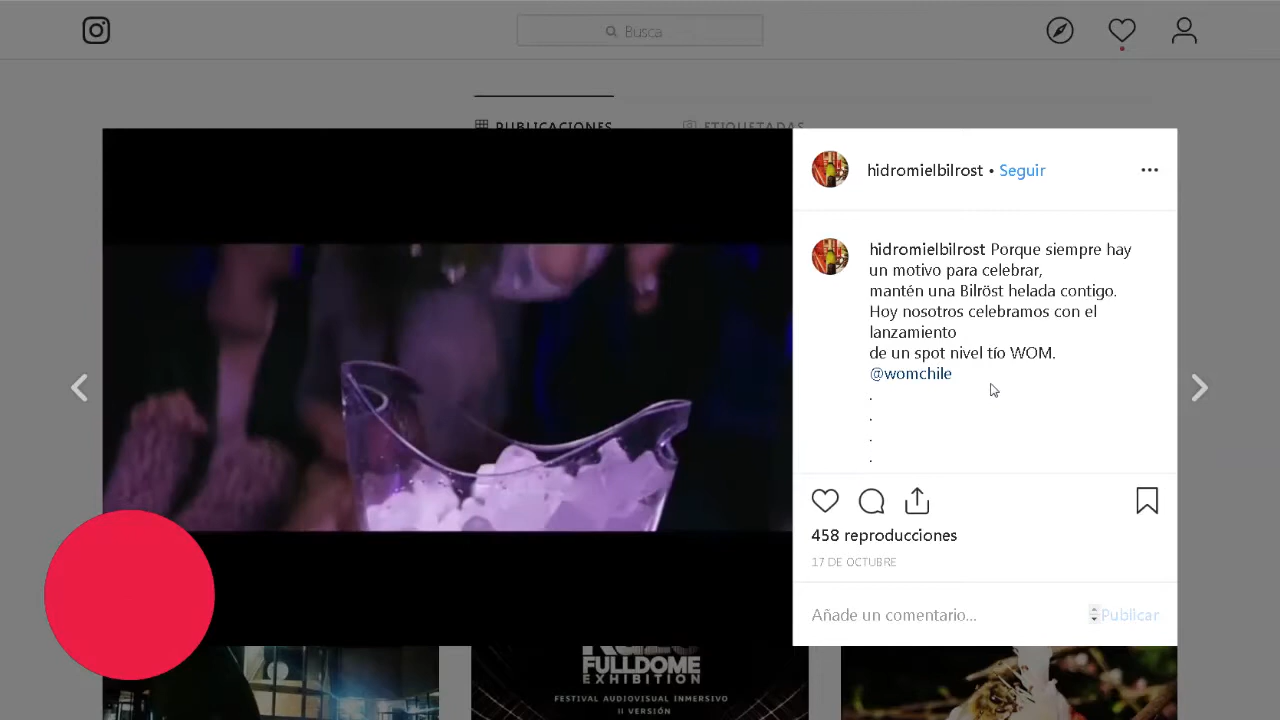 Busca
PUBLICACIONES
ETIQUETADAS
hidromielbilrost • Seguir
hidromielbilrost Porque siempre hay
un motivo para celebrar,
mantén una Bilröst helada contigo.
Hoy nosotros celebramos con el
lanzamiento
de un spot nivel tío WOM.
@womchile
.
.
.
.
458 reproducciones
17 DE OCTUBRE
Añade un comentario...
Publicar
FULLDOME
EXHIBITION
FESTIVAL AUDIOVISUAL INMERSIVO
II VERSIÓN